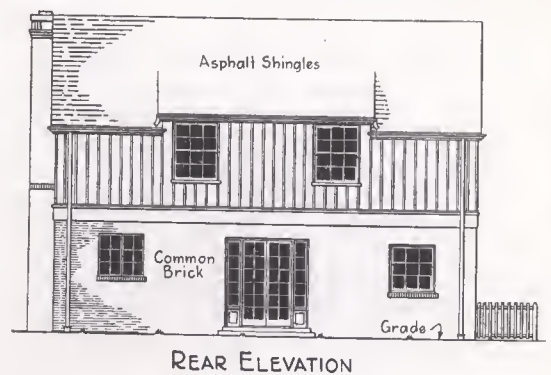 Asphalt Shingles
Common
Brick
Grade
REAR ELEVATION